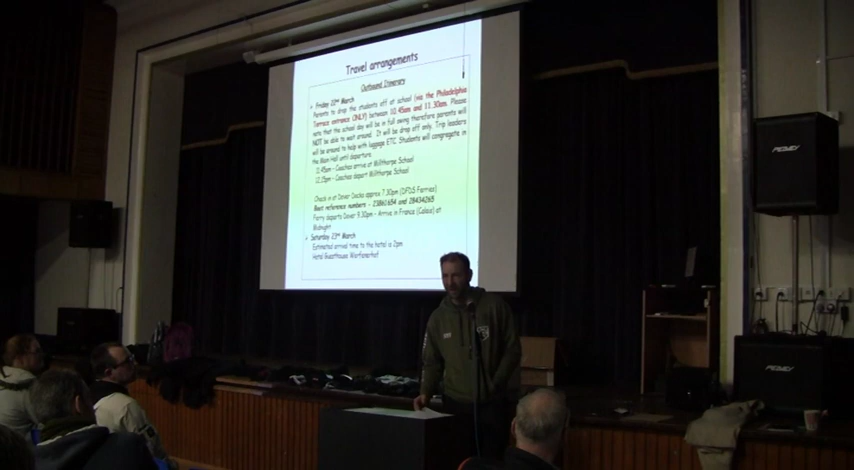 Travel arrangements
Outbound Itinerary
Friday 22nd March
Parents to drop the students off at school (via the Philadelphia
Terrace entrance ONLY) between 10.45am and 11.30am. Please
note that the school day will be in full swing therefore parents will
NOT be able to wait around. It will be drop off only. Trip leaders
will be around to help with luggage ETC. Students will congregate in
the Main Hall until departure
11.45am - Coaches arrive at Millthorpe School
12.15pm - Coaches depart Millthorpe School
Check in at Dover Docks approx 7.30pm (DFDS Ferries)
Boat reference numbers - 23861654 and 28434265
Ferry departs Dover 9.30pm - Arrive in France (Calais) at
Midnight
Saturday 23rd March
Estimated arrival time to the hotel is 2pm
Hotel Guesthouse
PEAVEY
PEAVEY